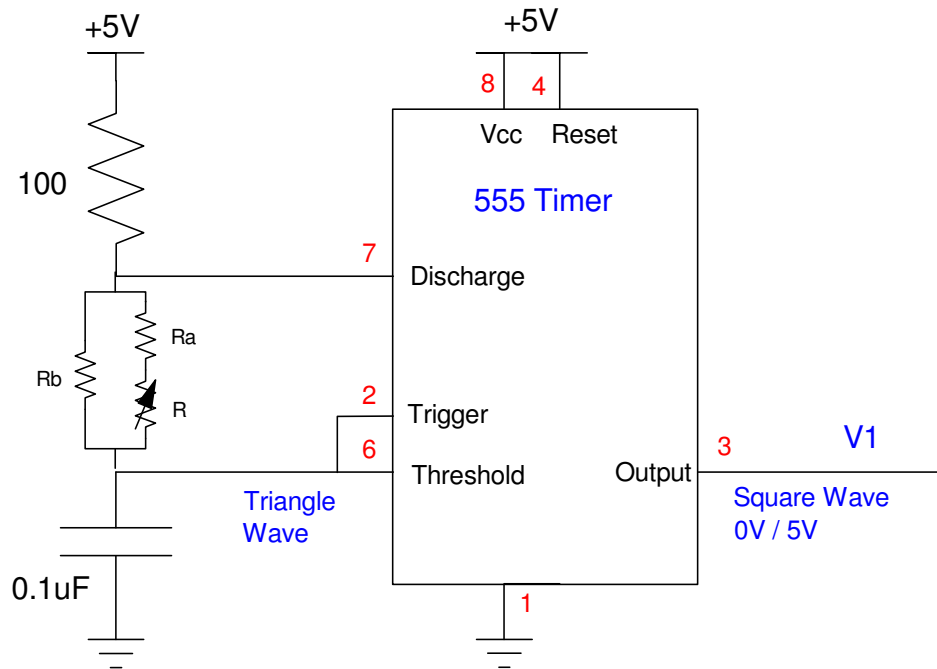 +5V
+5V
8
4
Vcc
Reset
100
555 Timer
7
Discharge
Ra
Rb
R
2
Trigger
6
Threshold
Triangle
Wave
3
V1
Output
Square Wave
0V / 5V
0.1uF
1